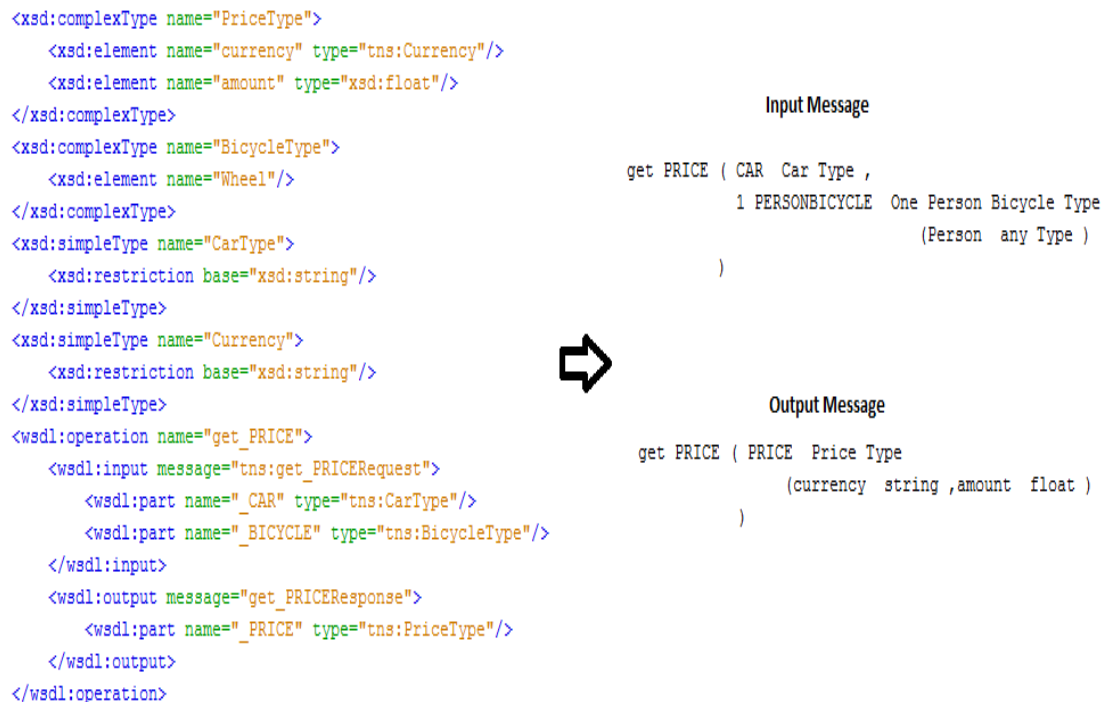 <xsd:complexType name="PriceType">
<xsd:element name="currency" type="tns:Currency"/>
<xsd:element name="amount" type="xsd:float"/>
</xsd:complexType>
<xsd:complexType name="BicycleType">
<xsd:element name="Wheel"/>
</xsd:complexType>
<xsd:simpleType name="CarType">
<xsd:restriction base="xsd:string"/>
</xsd:simpleType>
<xsd:simpleType name="Currency">
<xsd:restriction base="xsd:string"/>
</xsd:simpleType>
<wsdl:operation name="get_PRICE">
<wsdl:input message="tns:get_PRICERequest">
<wsdl:part name="_CAR" type="tns:CarType"/>
<wsdl:part name="_BICYCLE" type="tns:BicycleType"/>
</wsdl:input>
<wsdl:output message="get_PRICEResponse">
<wsdl:part name="_PRICE" type="tns:PriceType"/>
</wsdl:output>
</wsdl:operation>
Input Message
get PRICE ( CAR Car Type ,
1 PERSONBICYCLE One Person Bicycle Type
(Person any Type )
)
Output Message
get PRICE ( PRICE Price Type
(currency string ,amount float )
)